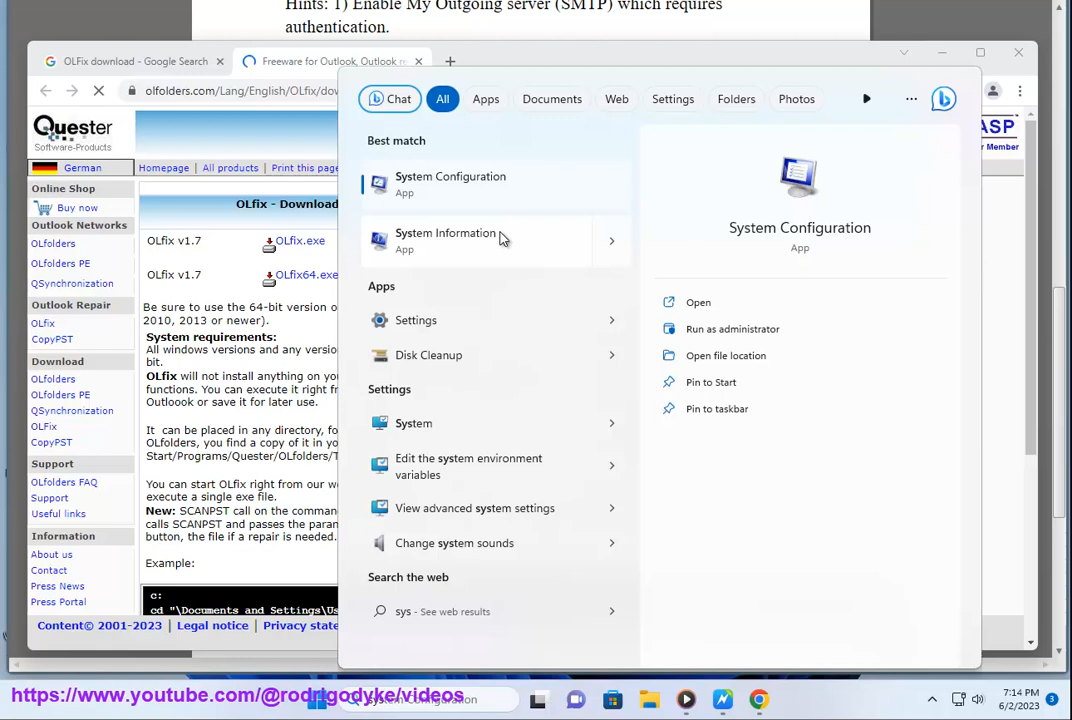 Hints: 1) Enable My Outgoing server (SMTP) which requires
authentication.
OLFix download - Google Search
Freeware for Outlook, Outlook re
olfolders.com/Lang/English/OLfix/dov
Quester
Software-Products
ASP
r Member
German
Homepage | All products | Print this page
Online Shop
Buy now
Outlook Networks
OLfolders
OLfolders PE
QSynchronization
Outlook Repair
OLfix
CopyPST
Download
OLfolders
OLfolders PE
QSynchronization
OLFix
CopyPST
Support
OLfolders FAQ
Support
Useful links
Information
About us
Contact
Press News
Press Portal
OLfix - Download
OLfix v1.7
OLfix.exe
OLfix v1.7
OLfix64.exe
Be sure to use the 64-bit version o
2010, 2013 or newer).
System requirements:
All windows versions and any versio
bit.
OLfix will not install anything on yo
functions. You can execute it right fr
Outloook or save it for later use.
It can be placed in any directory, fo
OLfolders, you find a copy of it in yo
Start/Programs/Quester/OLfolders/T
You can start OLfix right from our we
execute a single exe file.
New: SCANPST call on the comman
calls SCANPST and passes the paran
button, the file if a repair is needed.
Example:
c:
cd "\Documents and Settings\Us
Content© 2001-2023 | Legal notice | Privacy state
Chat
All
Apps
Documents
Web
Settings
Folders
Photos
Best match
System Configuration
App
System Information
App
Apps
Settings
Disk Cleanup
Settings
System
Edit the system environment
variables
View advanced system settings
Change system sounds
Search the web
sys - See web results
System Configuration
App
Open
Run as administrator
Open file location
Pin to Start
Pin to taskbar
https://www.youtube.com/@rodrigodyke/videos
system Configuration
7:14 PM
6/2/2023
3